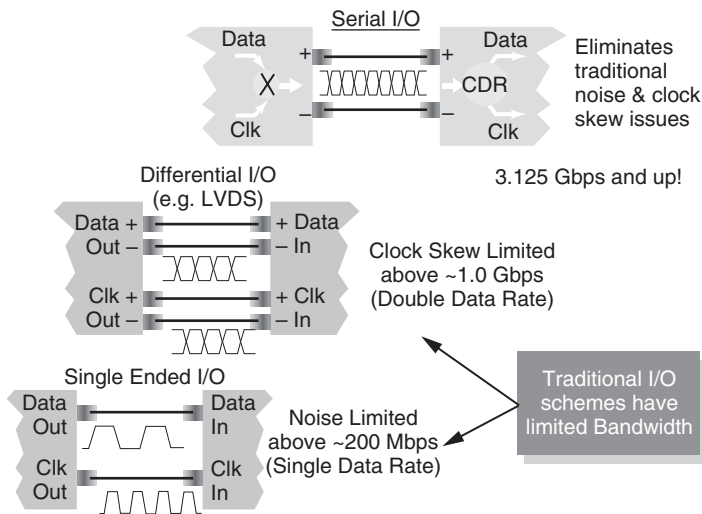 Serial I/O
Data
+
+
Data
X
CDR
Clk
–
–
Clk
Eliminates
traditional
noise & clock
skew issues
3.125 Gbps and up!
Differential I/O
(e.g. LVDS)
Data +
+ Data
Out –
– In
Clk +
+ Clk
Out –
– In
Clock Skew Limited
above ~1.0 Gbps
(Double Data Rate)
Single Ended I/O
Data
Out
Data
In
Clk
Out
Clk
In
Noise Limited
above ~200 Mbps
(Single Data Rate)
Traditional I/O
schemes have
limited Bandwidth